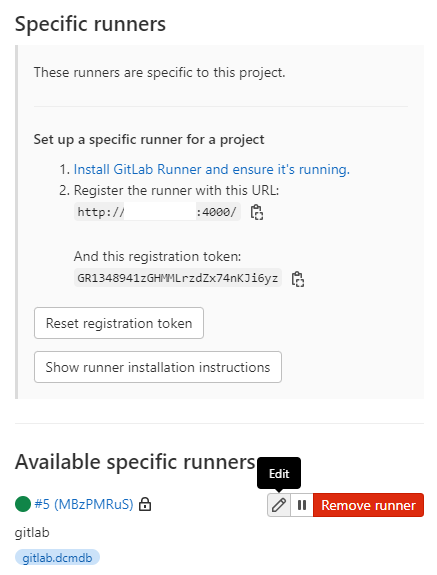 Specific runners
These runners are specific to this project.
Set up a specific runner for a project
1. Install GitLab Runner and ensure it's running.
2. Register the runner with this URL:
http:// :4000/
And this registration token:
GR1348941zGHMMLrzdZx74nKJi6yz
Reset registration token
Show runner installation instructions
Available specific runners
Edit
#5 (MBzPMRuS) Remove runner
gitlab
gitlab.dcmdb